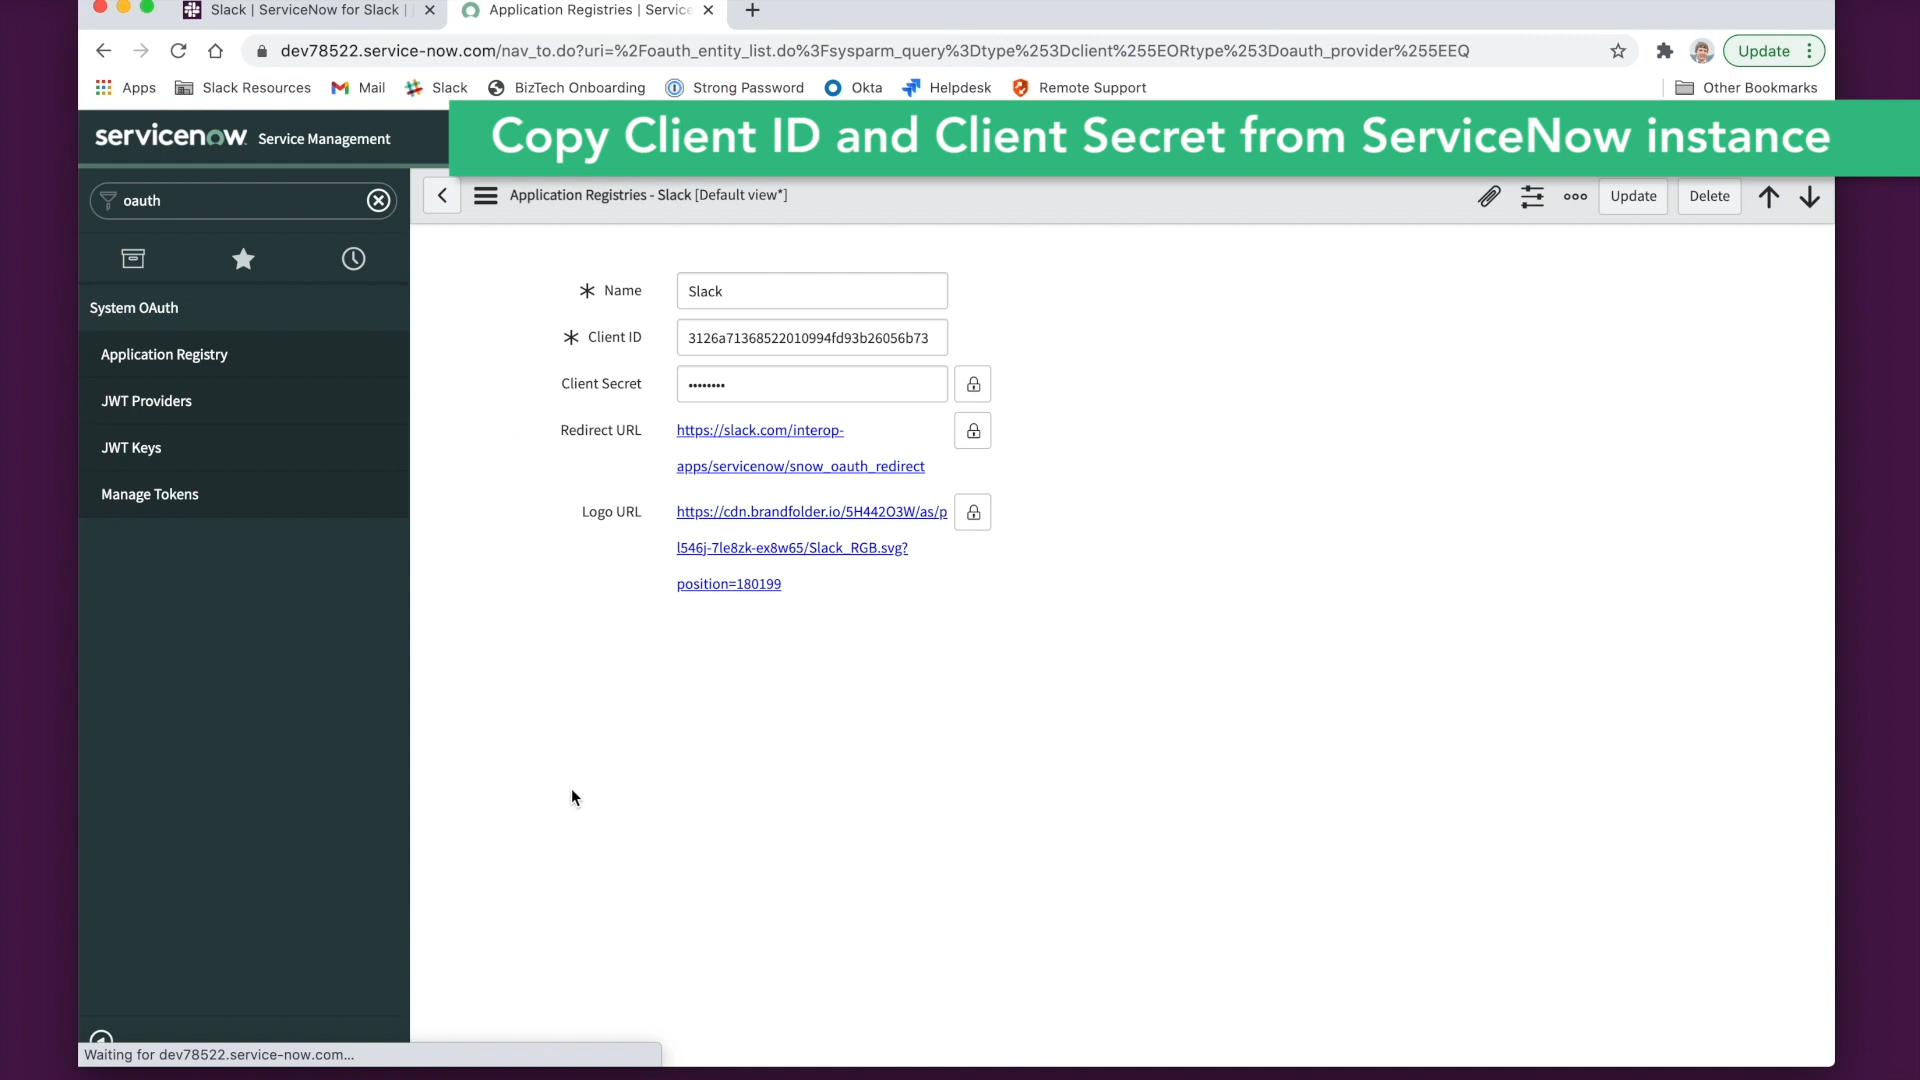 Slack | ServiceNow for Slack |
Application Registries | Service
dev78522.service-now.com/nav_to.do?uri=%2Foauth_entity_list.do%3Fsysparm_query%3Dtype%253Dclient%255EORtype%253Doauth_provider%255EEQ
Update
Apps
Slack Resources
Mail
Slack
BizTech Onboarding
Strong Password
Okta
Helpdesk
Remote Support
Other Bookmarks
servicenow Service Management
Copy Client ID and Client Secret from ServiceNow instance
oauth
Application Registries - Slack [Default view*]
Update
Delete
System OAuth
Application Registry
JWT Providers
JWT Keys
Manage Tokens
Name
Slack
Client ID
3126a71368522010994fd93b26056b73
Client Secret
••••••••
Redirect URL
https://slack.com/interop-
apps/servicenow/snow_oauth_redirect
Logo URL
https://cdn.brandfolder.io/5H442O3W/as/p
l546j-7le8zk-ex8w65/Slack_RGB.svg?
position=180199
Waiting for dev78522.service-now.com...